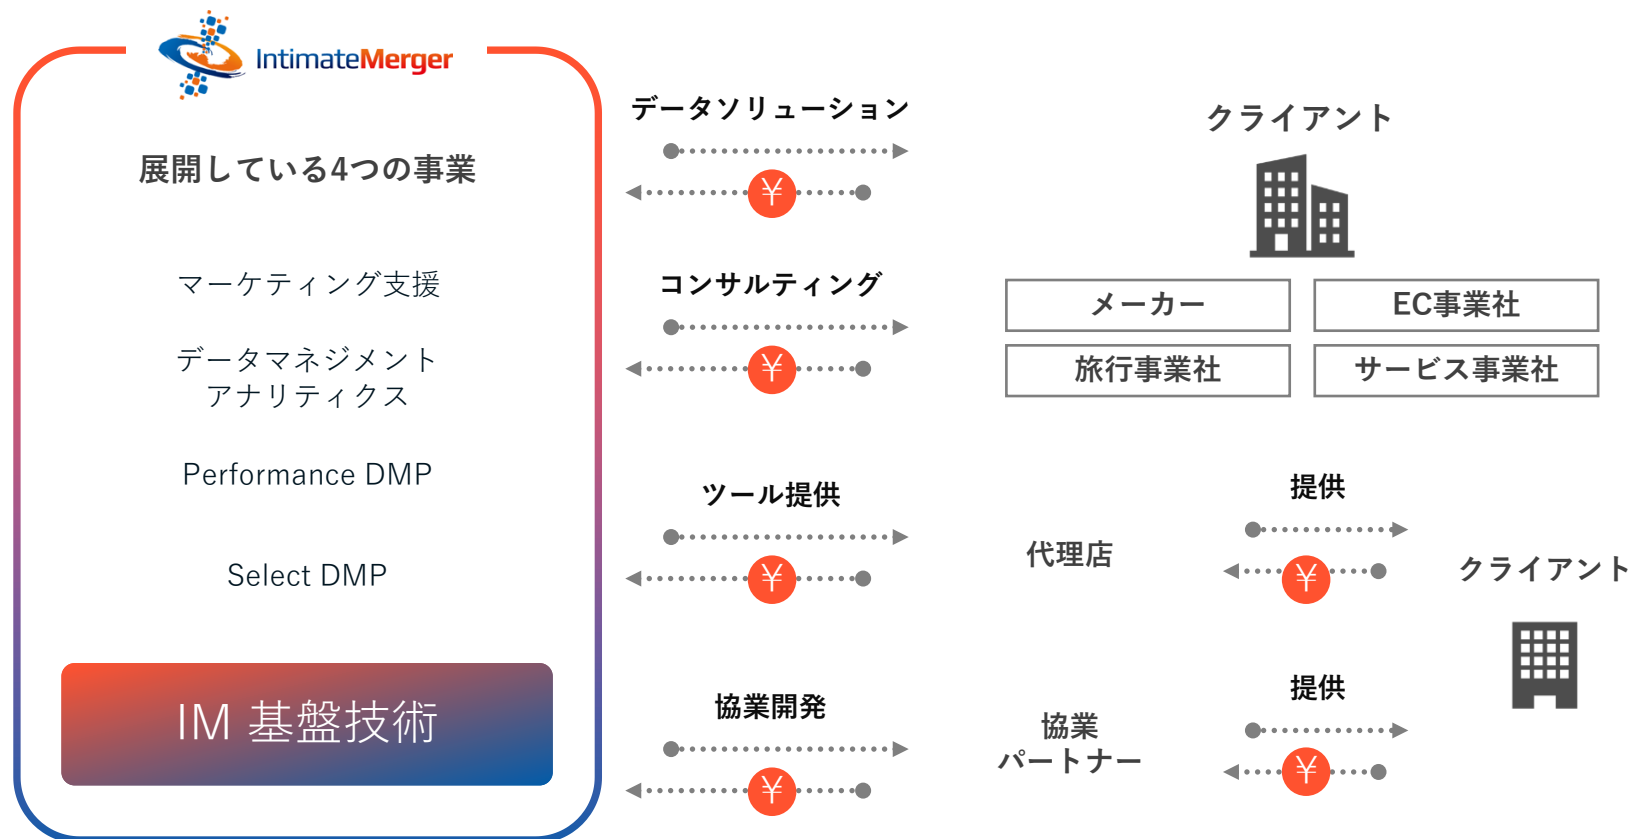 IntimateMerger
展開している4つの事業
マーケティング支援
データマネジメント
アナリティクス
Performance DMP
Select DMP
IM 基盤技術
データソリューション
¥
コンサルティング
¥
ツール提供
¥
協業開発
¥
クライアント
メーカー
EC事業社
旅行事業社
サービス事業社
代理店
提供
¥
協業
パートナー
提供
¥
クライアント